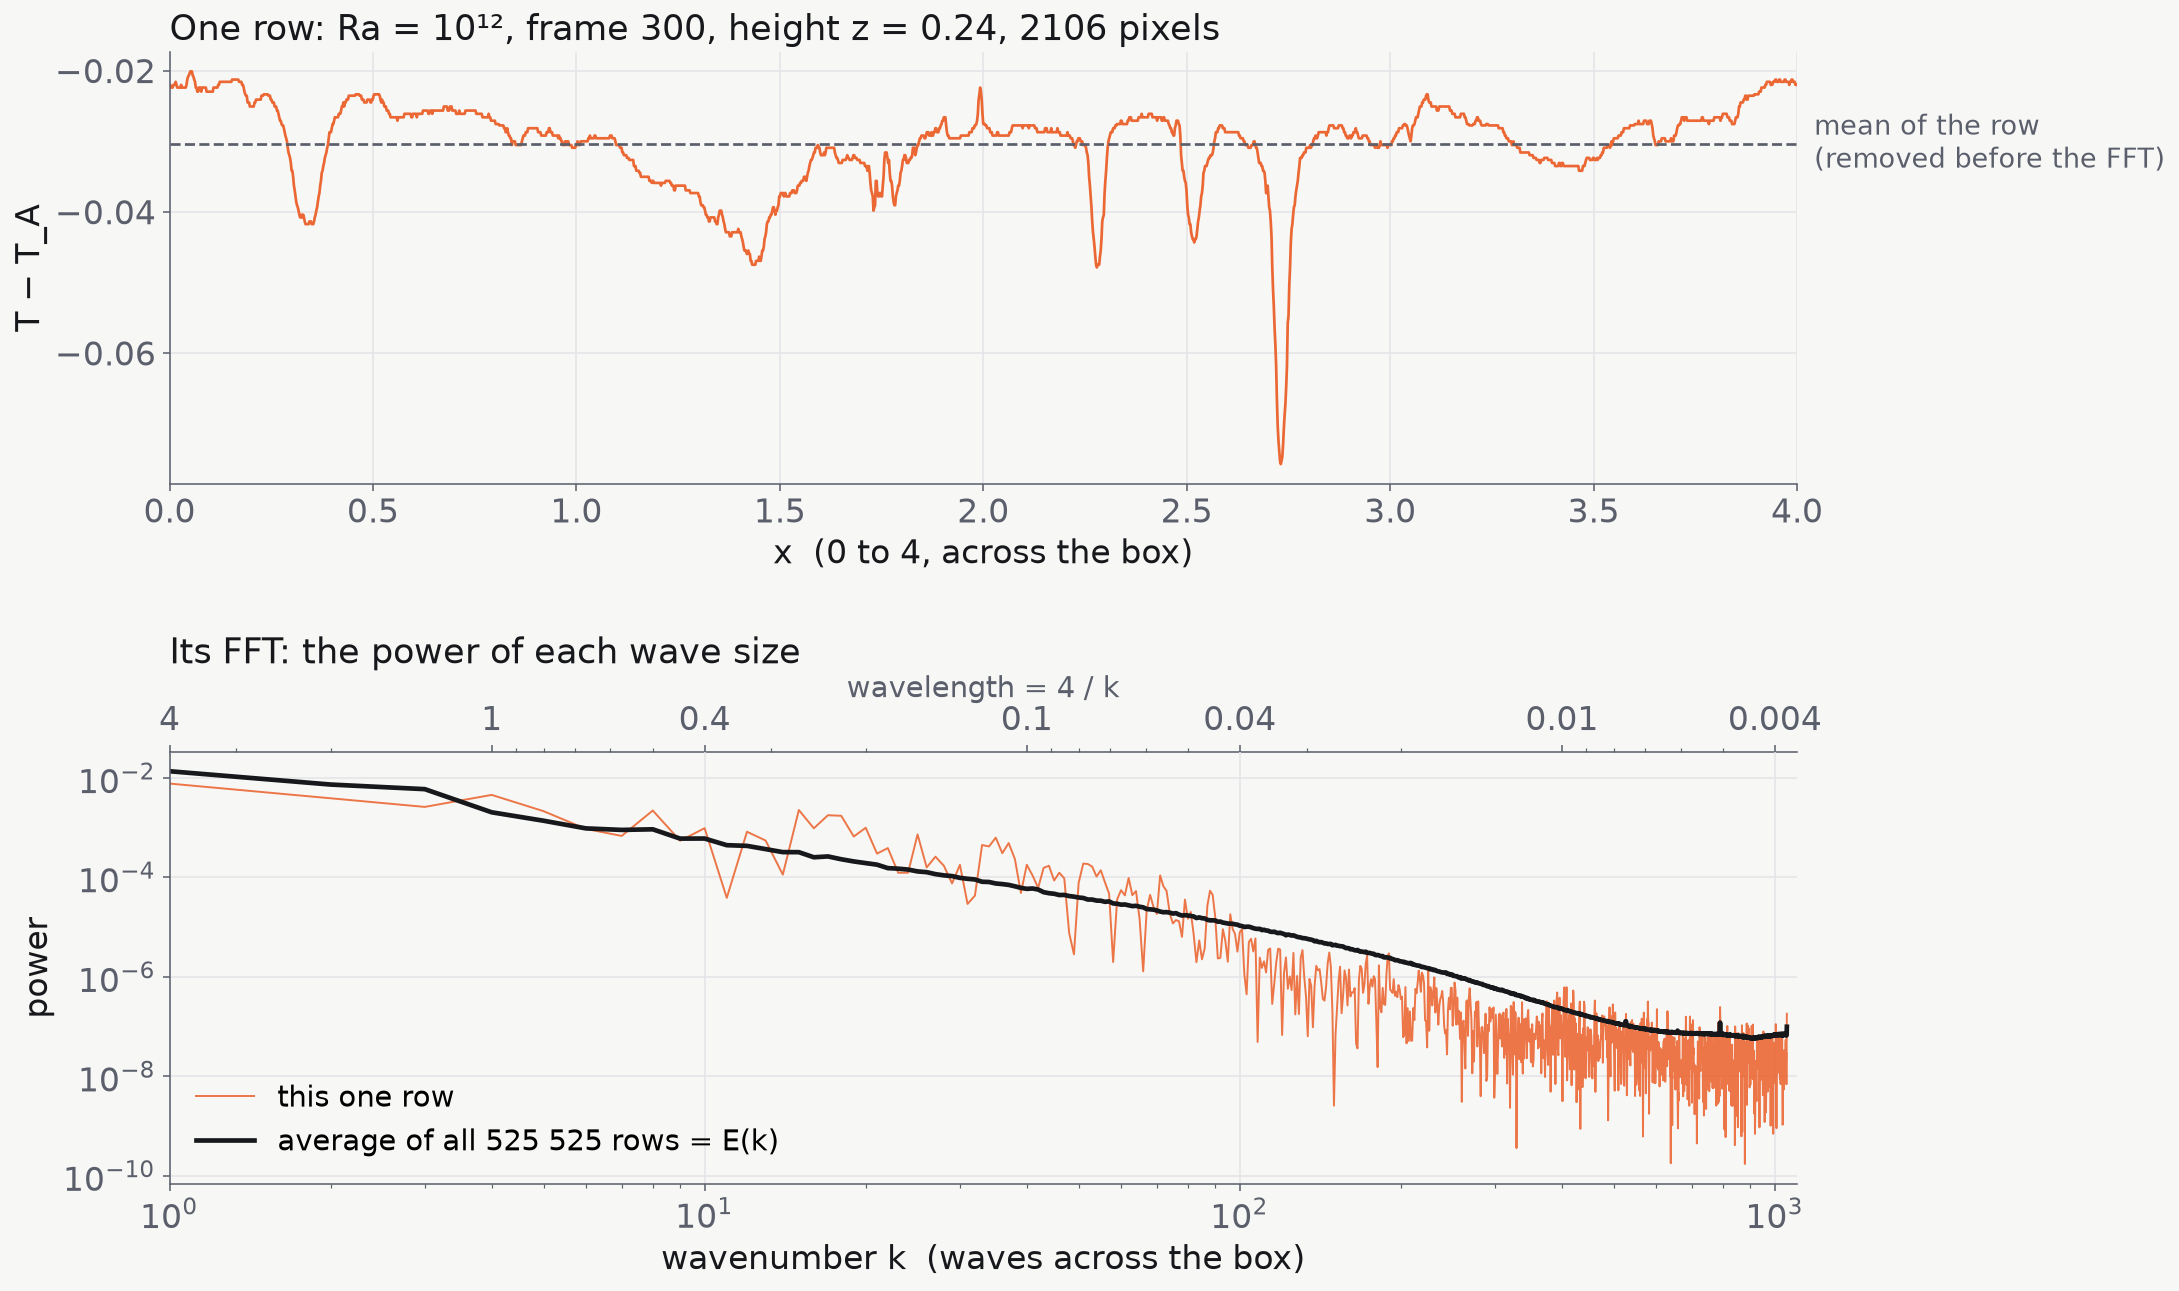 One row: Ra = 10¹², frame 300, height z = 0.24, 2106 pixels
−0.02
−0.04
−0.06
T − T_A
mean of the row
(removed before the FFT)
0.0 0.5 1.0 1.5 2.0 2.5 3.0 3.5 4.0
x (0 to 4, across the box)
Its FFT: the power of each wave size
wavelength = 4 / k
4 1 0.4 0.1 0.04 0.01 0.004
10⁻²
10⁻⁴
10⁻⁶
10⁻⁸
10⁻¹⁰
power
this one row
average of all 525 525 rows = E(k)
10⁰ 10¹ 10² 10³
wavenumber k (waves across the box)